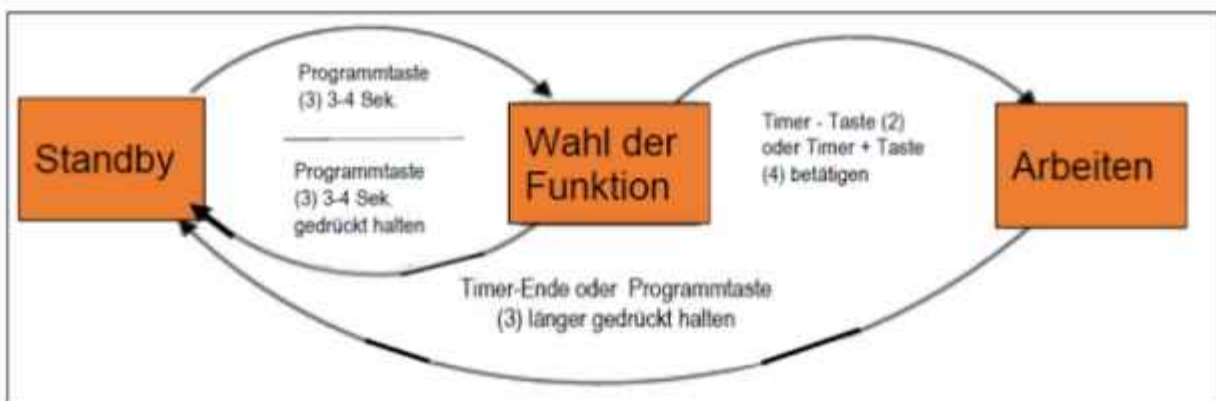 Standby
Programmtaste
(3) 3-4 Sek.
Programmtaste
(3) 3-4 Sek.
gedrückt halten
Wahl der
Funktion
Timer - Taste (2)
oder Timer + Taste
(4) betätigen
Arbeiten
Timer-Ende oder Programmtaste
(3) länger gedrückt halten